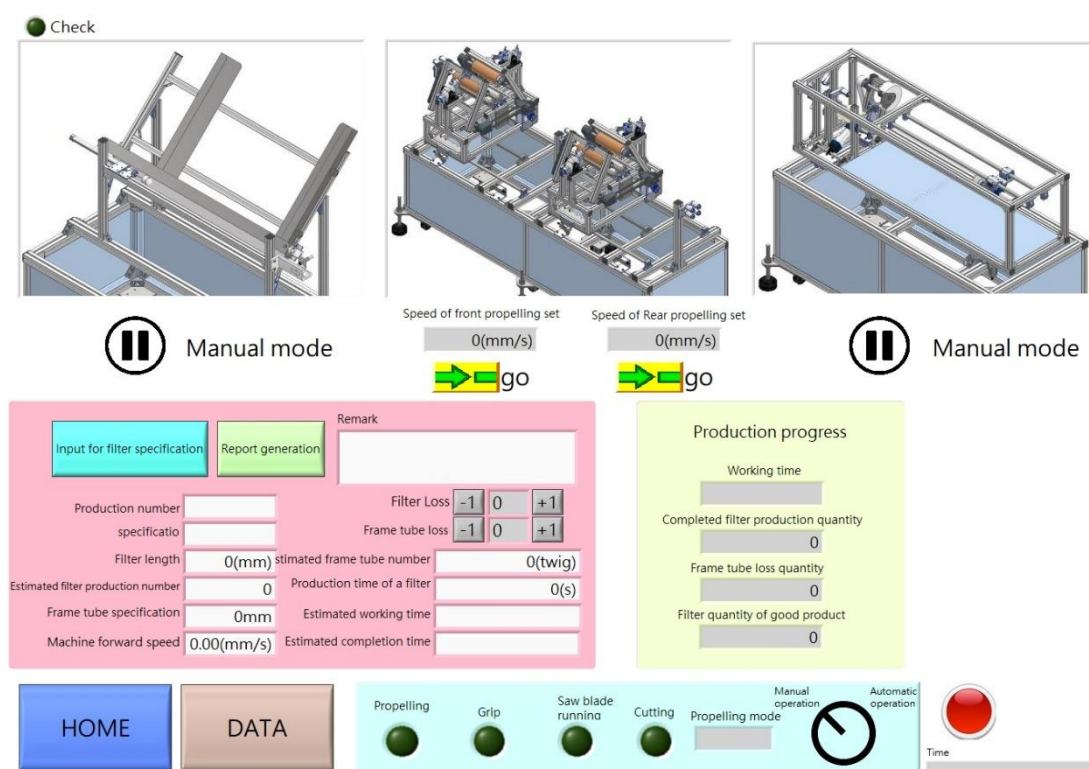 Check
Speed of front propelling set
Speed of Rear propelling set
0(mm/s)
0(mm/s)
Manual mode
go
go
Manual mode
Input for filter specification
Report generation
Remark
Production number
specificatio
Filter length
0(mm)
Estimated filter production number
0
Frame tube specification
0mm
Machine forward speed
0.00(mm/s)
Filter Loss
-1
0
+1
Frame tube loss
-1
0
+1
stimated frame tube number
0(twig)
Production time of a filter
0(s)
Estimated working time
Estimated completion time
Production progress
Working time
Completed filter production quantity
0
Frame tube loss quantity
0
Filter quantity of good product
0
HOME
DATA
Propelling
Grip
Saw blade
running
Cutting
Propelling mode
Manual
operation
Automatic
operation
Time